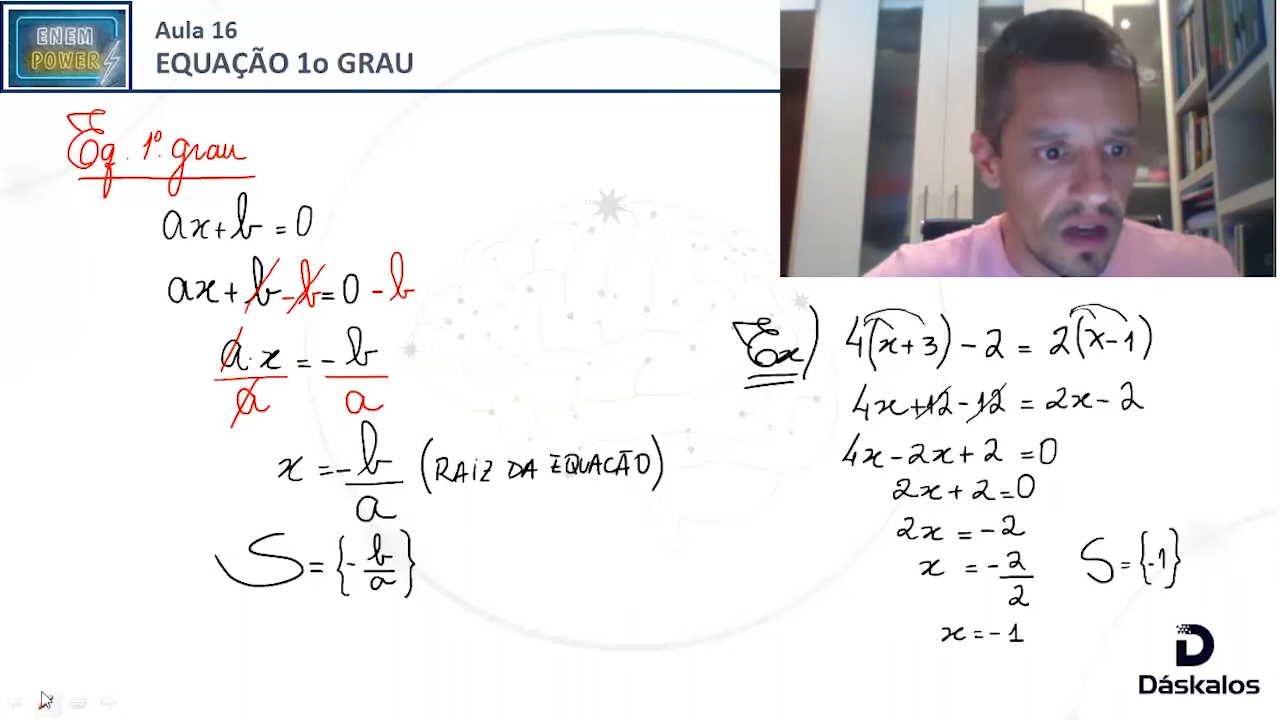 ENEM
POWER
Aula 16
EQUAÇÃO 1o GRAU
Eq. 1º. grau
ax+b=0
ax+b-b=0-b
a·x/a = -b/a
x=-b/a (RAIZ DA EQUACÃO)
S={-b/a}
Ex) 4(x+3)-2=2(x-1)
4x+12-12=2x-2
4x-2x+2=0
2x+2=0
2x=-2
x=-2/2
x=-1
S={-1}
Dáskalos